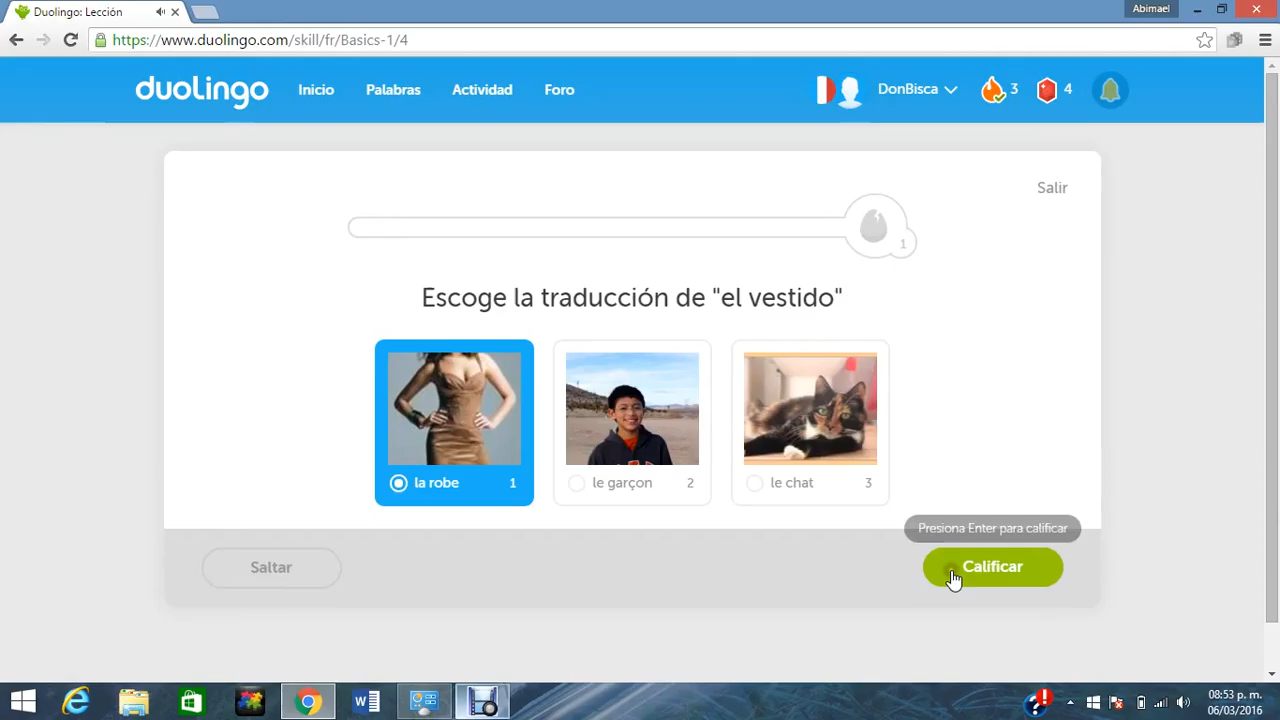 Duolingo: Lección
Abimael
https://www.duolingo.com/skill/fr/Basics-1/4
duolingo Inicio Palabras Actividad Foro DonBisca 3 4
Salir
1
Escoge la traducción de "el vestido"
la robe 1 le garçon 2 le chat 3
Presiona Enter para calificar
Saltar Calificar
08:53 p. m.
06/03/2016